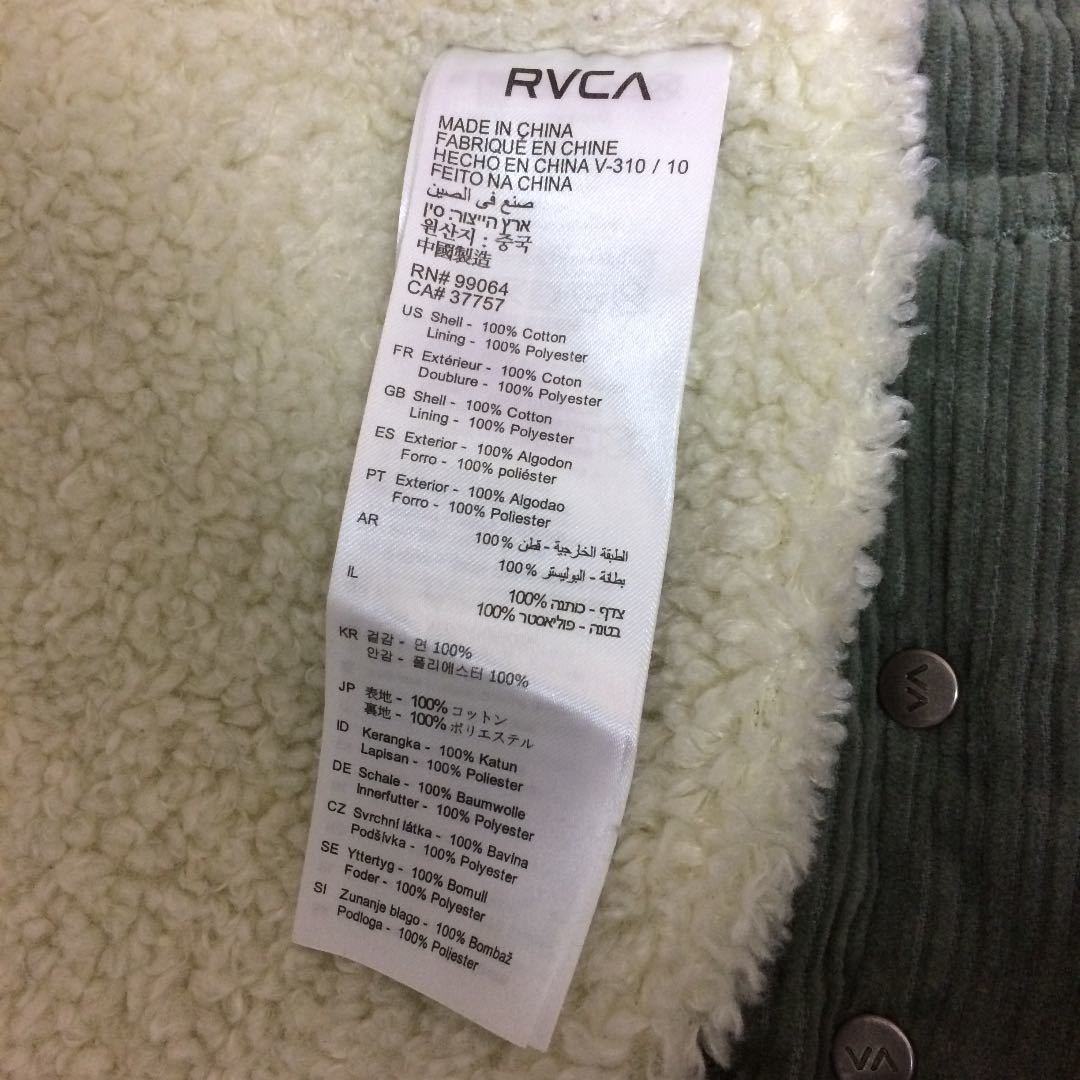 RVCA
MADE IN CHINA
FABRIQUÉ EN CHINE
HECHO EN CHINA V-310 / 10
FEITO NA CHINA
صنع في الصين
ארץ הייצור: סין
원산지 : 중국
中國製造
RN# 99064
CA# 37757
US Shell - 100% Cotton
Lining - 100% Polyester
FR Extérieur - 100% Coton
Doublure - 100% Polyester
GB Shell - 100% Cotton
Lining - 100% Polyester
ES Exterior - 100% Algodon
Forro - 100% poliéster
PT Exterior - 100% Algodao
Forro - 100% Poliester
AR
الطبقة الخارجية - قطن %100
بطانة - البوليستر %100
IL
צדף - כותנה %100
בטנה - פוליאסטר %100
KR 겉감 - 면 100%
안감 - 폴리에스터 100%
JP 表地 - 100% コットン
裏地 - 100% ポリエステル
ID Kerangka - 100% Katun
Lapisan - 100% Poliester
DE Schale - 100% Baumwolle
Innerfutter - 100% Polyester
CZ Svrchní látka - 100% Bavina
Podšívka - 100% Polyester
SE Yttertyg - 100% Bomull
Foder - 100% Polyester
SI Zunanje blago - 100% Bombaž
Podloga - 100% Poljester
VA
VA